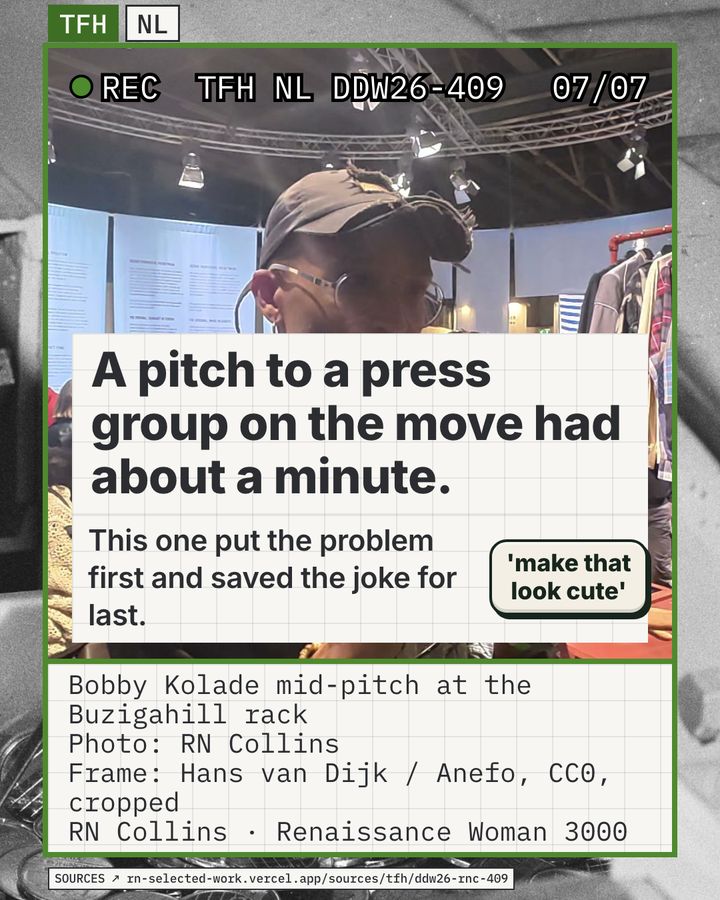 TFH NL
REC TFH NL DDW26-409 07/07
A pitch to a press
group on the move had
about a minute.
This one put the problem
first and saved the joke for
last.
'make that
look cute'
Bobby Kolade mid-pitch at the
Buzigahill rack
Photo: RN Collins
Frame: Hans van Dijk / Anefo, CC0,
cropped
RN Collins · Renaissance Woman 3000
SOURCES ↗ rn-selected-work.vercel.app/sources/tfh/ddw26-rnc-409